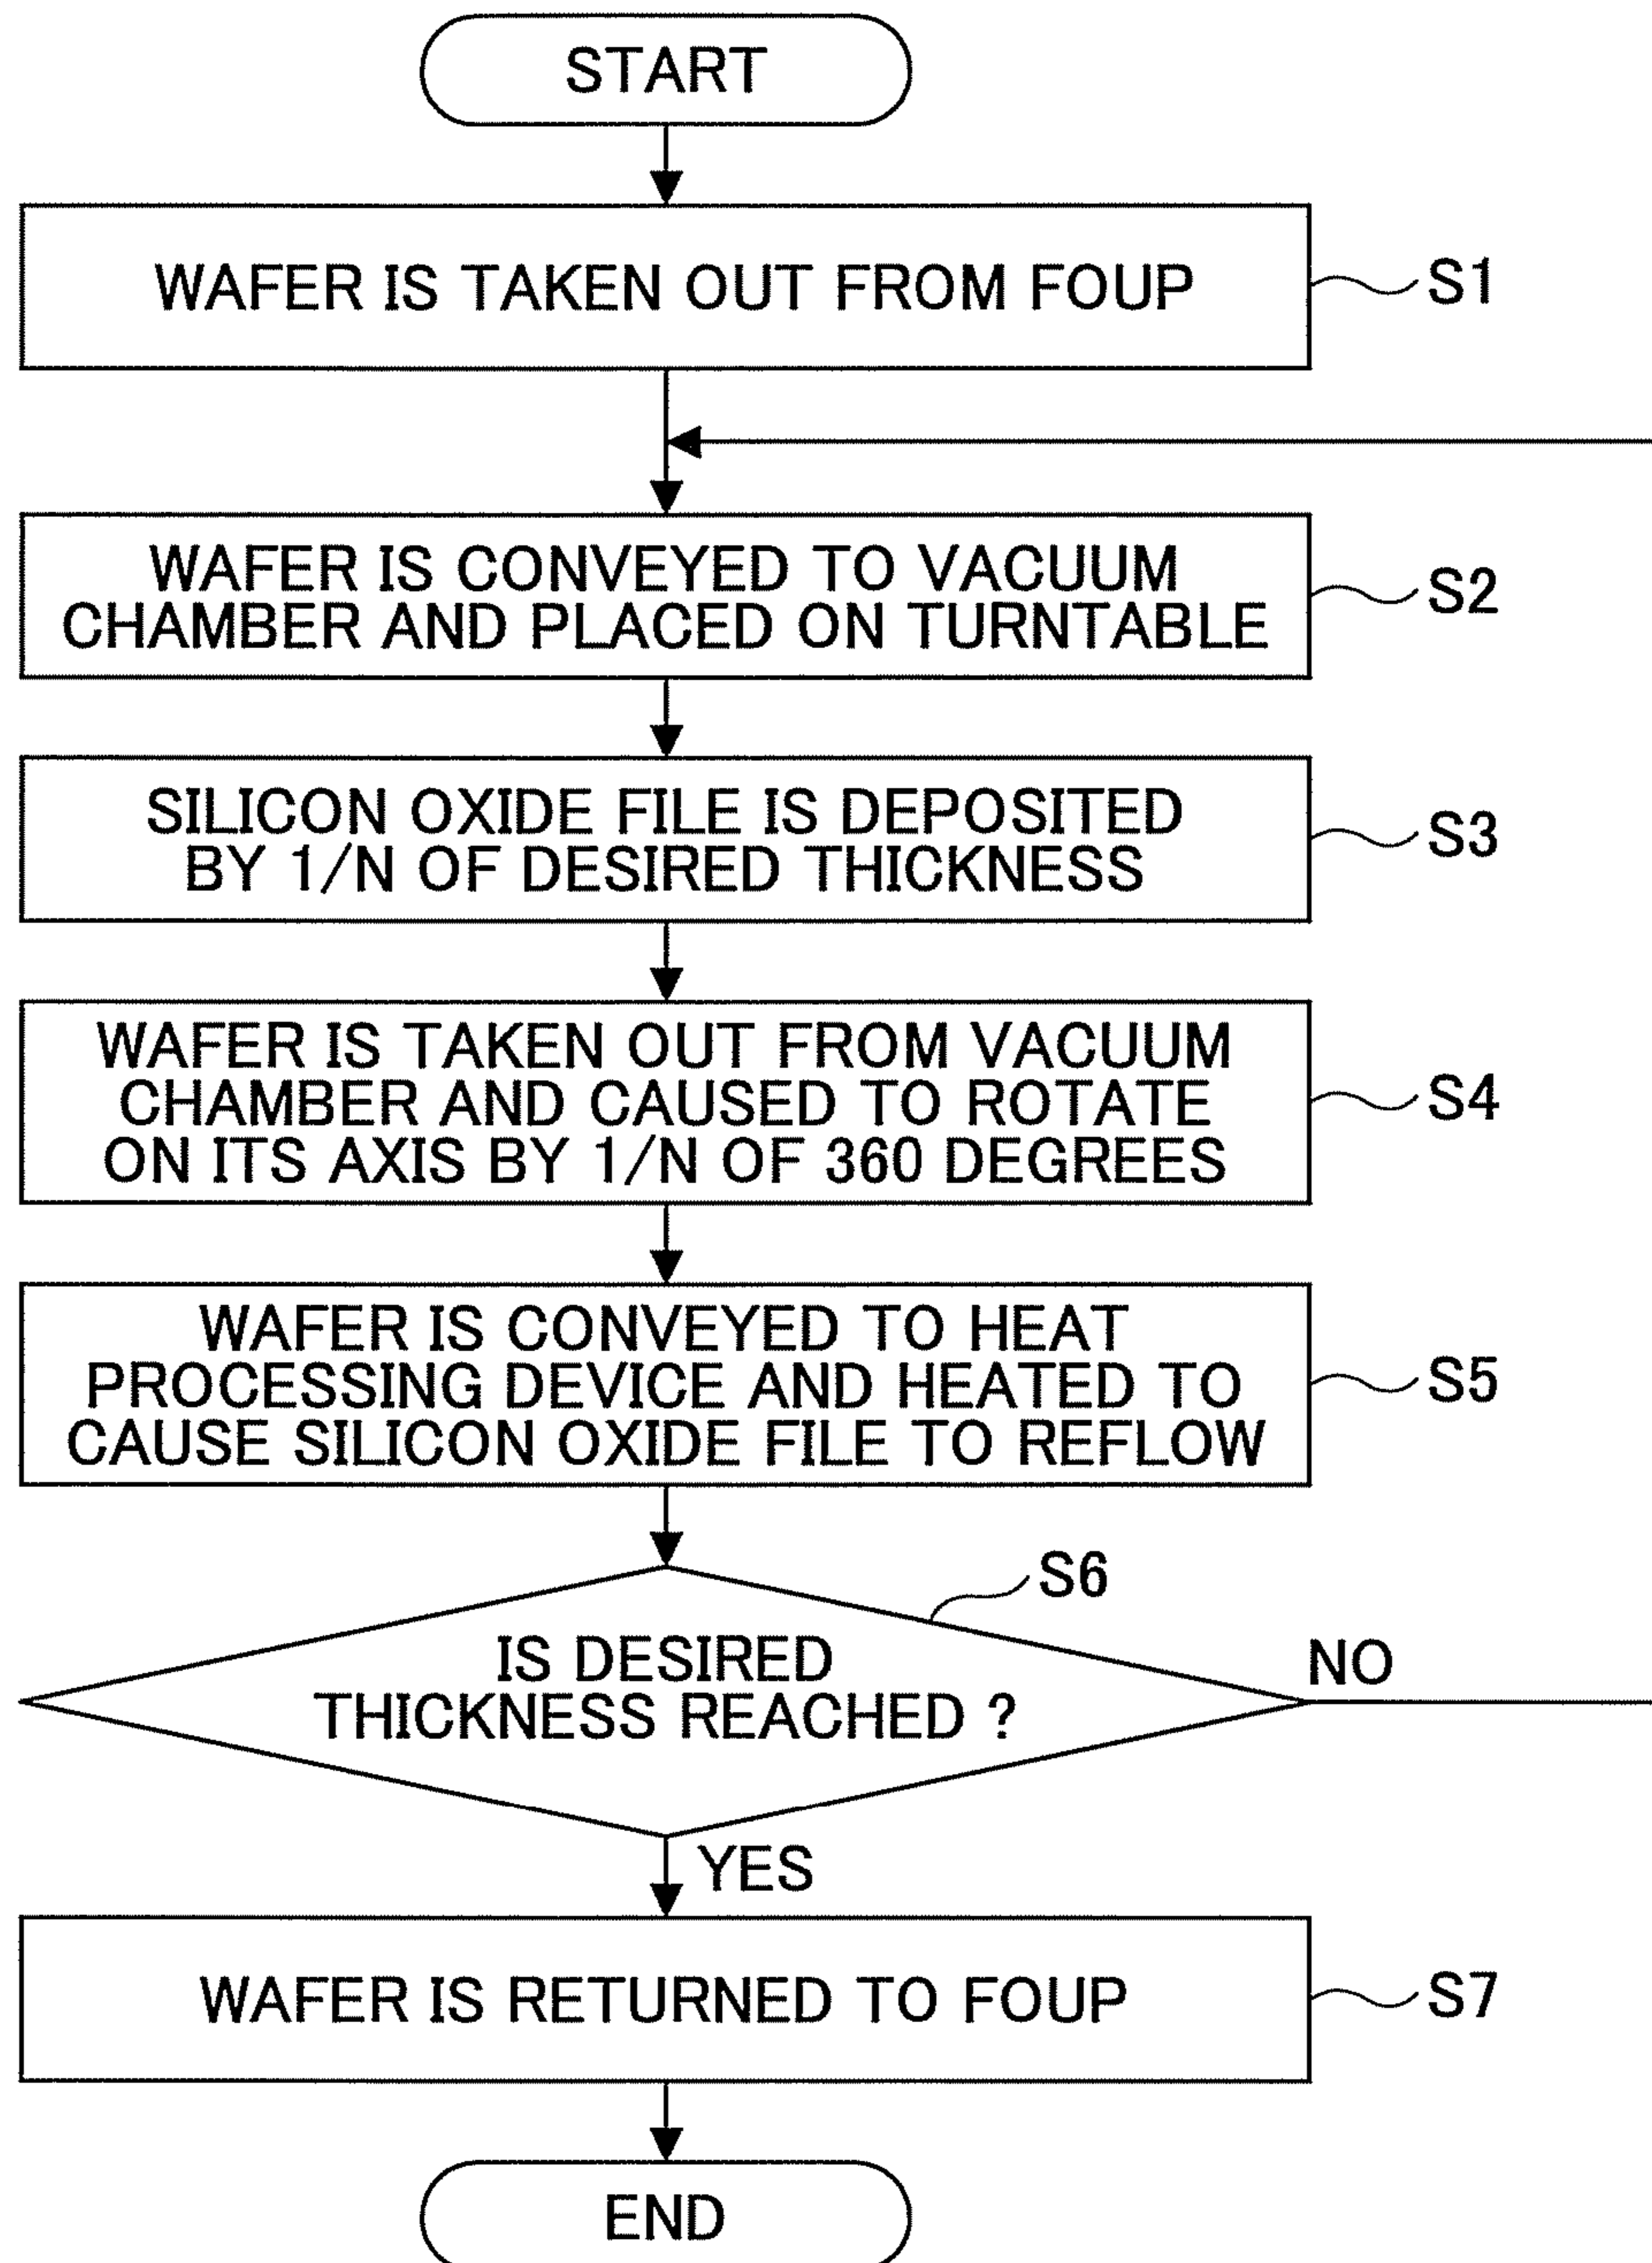 START
WAFER IS TAKEN OUT FROM FOUP
S1
WAFER IS CONVEYED TO VACUUM
CHAMBER AND PLACED ON TURNTABLE
S2
SILICON OXIDE FILE IS DEPOSITED
BY 1/N OF DESIRED THICKNESS
S3
WAFER IS TAKEN OUT FROM VACUUM
CHAMBER AND CAUSED TO ROTATE
ON ITS AXIS BY 1/N OF 360 DEGREES
S4
WAFER IS CONVEYED TO HEAT
PROCESSING DEVICE AND HEATED TO
CAUSE SILICON OXIDE FILE TO REFLOW
S5
S6
IS DESIRED
THICKNESS REACHED ?
NO
YES
WAFER IS RETURNED TO FOUP
S7
END